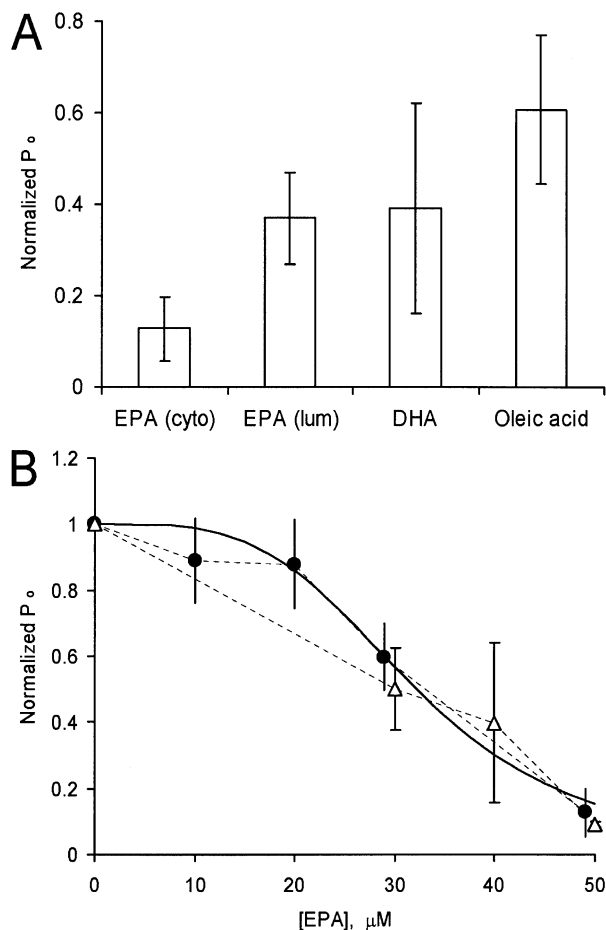 A
0.8
0.6
0.4
0.2
0
Normalized P o
EPA (cyto) EPA (lum) DHA Oleic acid
B
1.2
1
0.8
0.6
0.4
0.2
0
Normalized P o
0 10 20 30 40 50
[EPA], μM